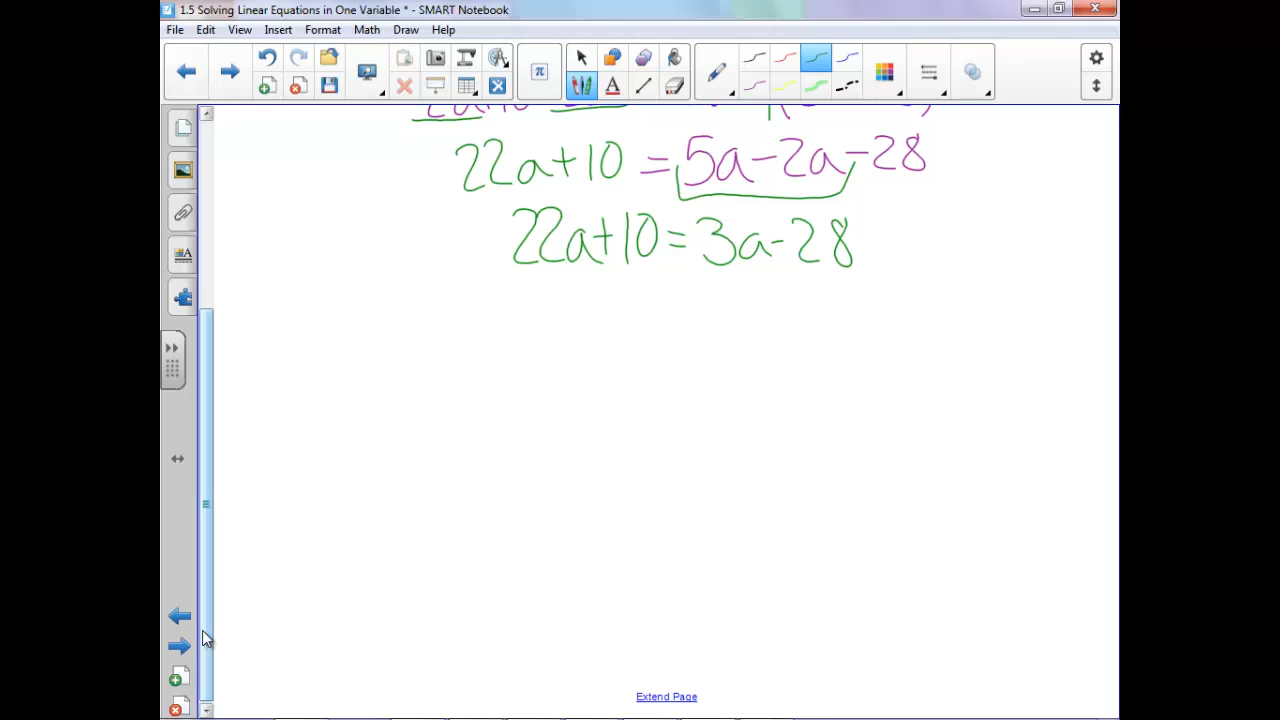 1.5 Solving Linear Equations in One Variable * - SMART Notebook
File Edit View Insert Format Math Draw Help
22a+10 = 5a-2a-28
22a+10=3a-28
Extend Page